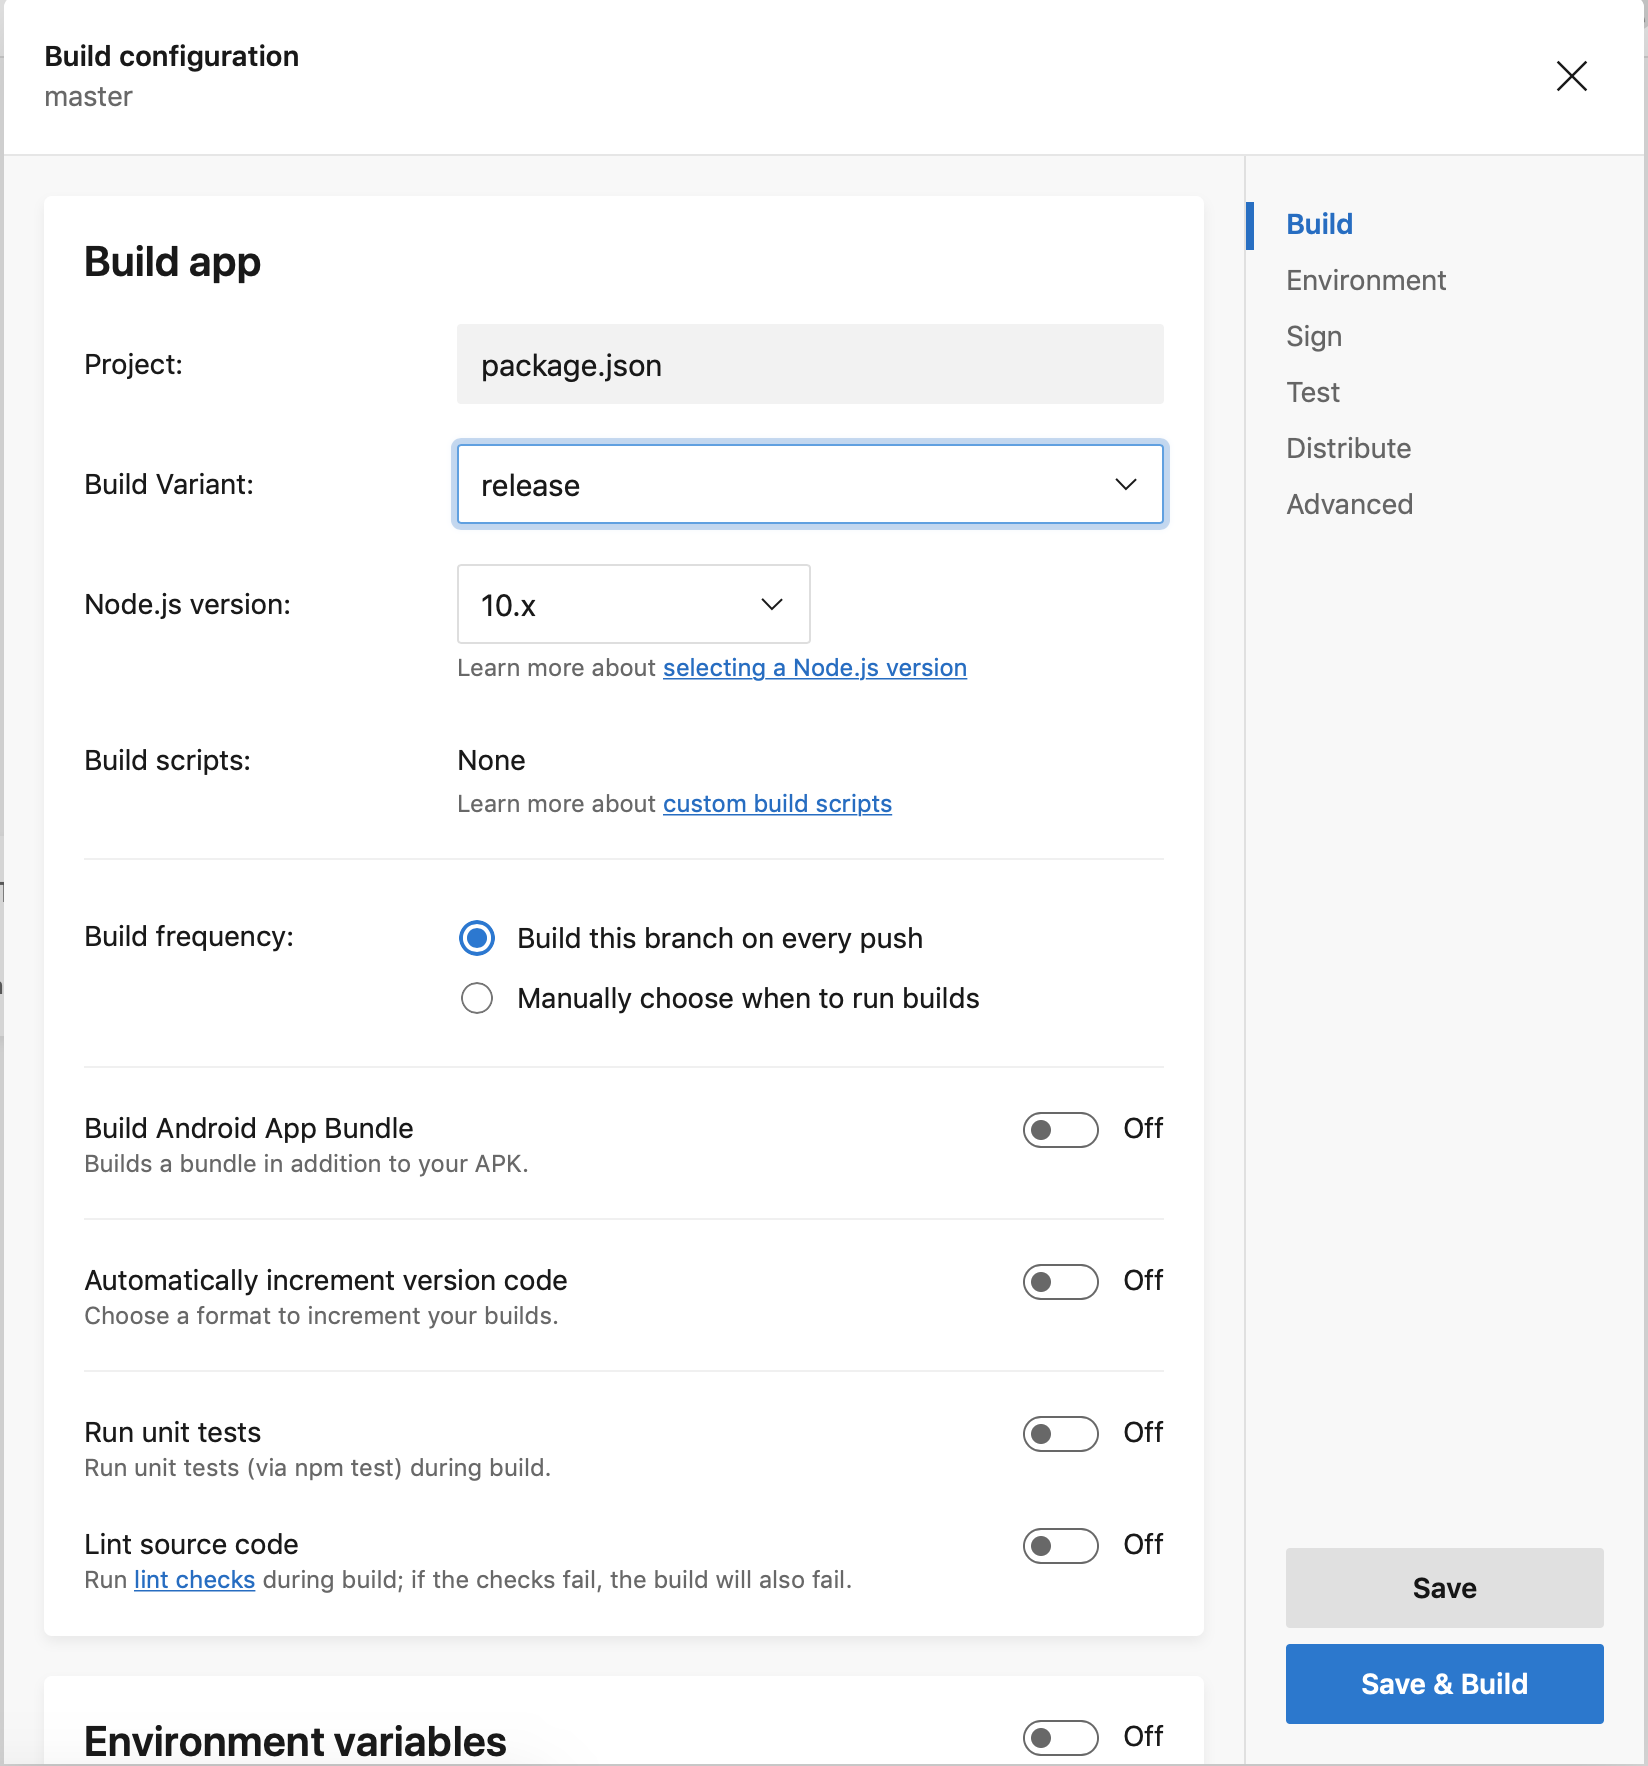 Build configuration
master
Build app
Project:
package.json
Build Variant:
release
Node.js version:
10.x
Learn more about selecting a Node.js version
Build scripts:
None
Learn more about custom build scripts
Build frequency:
Build this branch on every push
Manually choose when to run builds
Build Android App Bundle
Off
Builds a bundle in addition to your APK.
Automatically increment version code
Off
Choose a format to increment your builds.
Run unit tests
Off
Run unit tests (via npm test) during build.
Lint source code
Off
Run lint checks during build; if the checks fail, the build will also fail.
Environment variables
Off
Build
Environment
Sign
Test
Distribute
Advanced
Save
Save & Build